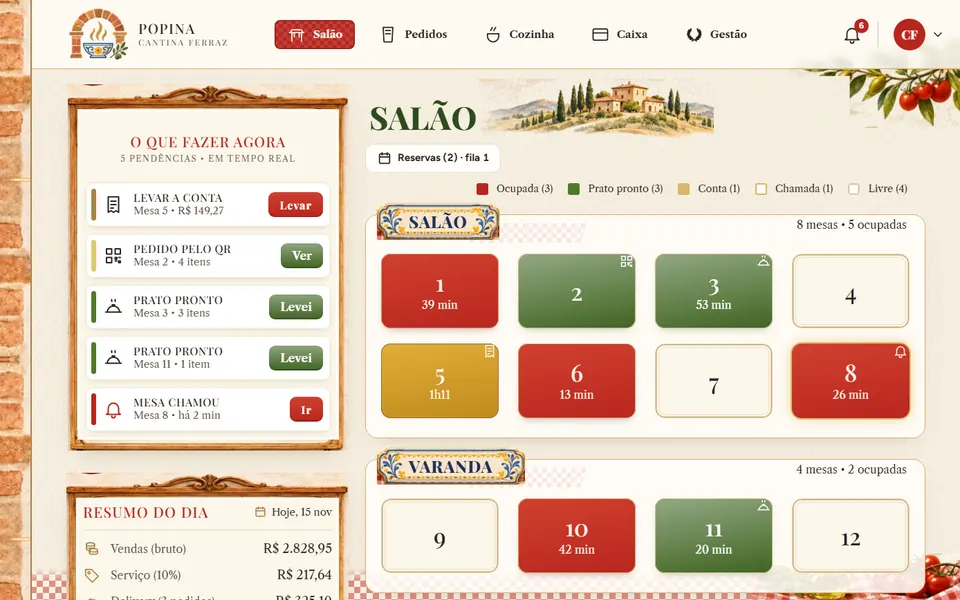 POPINA
CANTINA FERRAZ
Salão
Pedidos
Cozinha
Caixa
Gestão
6
CF
O QUE FAZER AGORA
5 PENDÊNCIAS • EM TEMPO REAL
LEVAR A CONTA
Mesa 5 • R$ 149,27
Levar
PEDIDO PELO QR
Mesa 2 • 4 itens
Ver
PRATO PRONTO
Mesa 3 • 3 itens
Levei
PRATO PRONTO
Mesa 11 • 1 item
Levei
MESA CHAMOU
Mesa 8 • há 2 min
Ir
RESUMO DO DIA
Hoje, 15 nov
Vendas (bruto) R$ 2.828,95
Serviço (10%) R$ 217,64
SALÃO
Reservas (2) · fila 1
Ocupada (3)
Prato pronto (3)
Conta (1)
Chamada (1)
Livre (4)
SALÃO
8 mesas • 5 ocupadas
1
39 min
2
3
53 min
4
5
1h11
6
13 min
7
8
26 min
VARANDA
4 mesas • 2 ocupadas
9
10
42 min
11
20 min
12